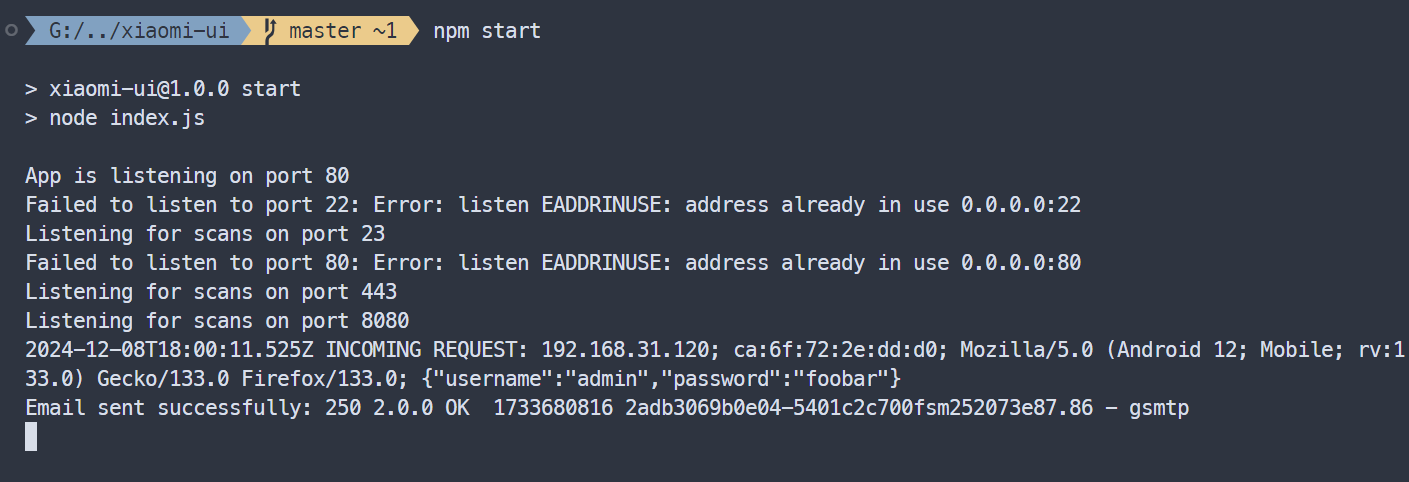 G:/../xiaomi-ui master ~1 npm start
> xiaomi-ui@1.0.0 start
> node index.js
App is listening on port 80
Failed to listen to port 22: Error: listen EADDRINUSE: address already in use 0.0.0.0:22
Listening for scans on port 23
Failed to listen to port 80: Error: listen EADDRINUSE: address already in use 0.0.0.0:80
Listening for scans on port 443
Listening for scans on port 8080
2024-12-08T18:00:11.525Z INCOMING REQUEST: 192.168.31.120; ca:6f:72:2e:dd:d0; Mozilla/5.0 (Android 12; Mobile; rv:1
33.0) Gecko/133.0 Firefox/133.0; {"username":"admin","password":"foobar"}
Email sent successfully: 250 2.0.0 OK  1733680816 2adb3069b0e04-5401c2c700fsm252073e87.86 - gsmtp